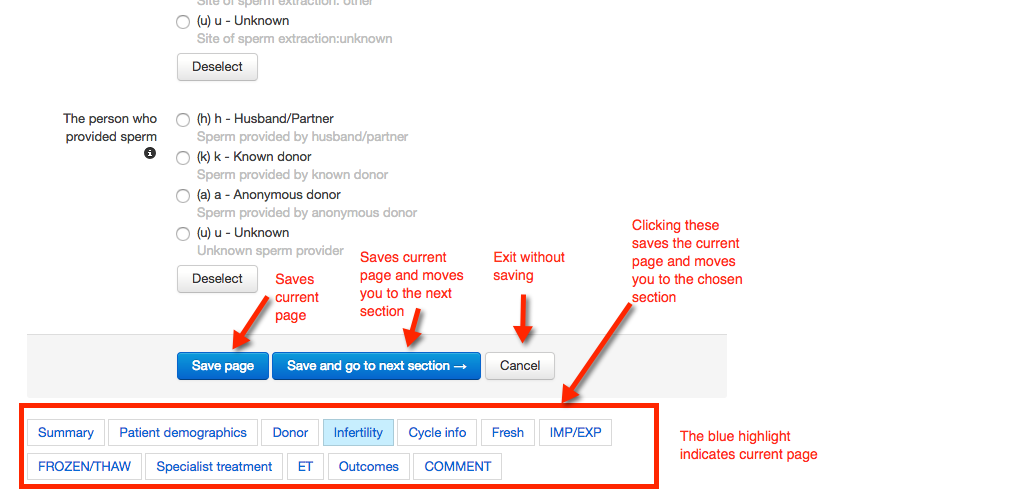 Site of sperm extraction: other
(u) u - Unknown
Site of sperm extraction:unknown
Deselect
The person who
provided sperm
(h) h - Husband/Partner
Sperm provided by husband/partner
(k) k - Known donor
Sperm provided by known donor
(a) a - Anonymous donor
Sperm provided by anonymous donor
(u) u - Unknown
Unknown sperm provider
Deselect
Saves
current
page
Saves current
page and moves
you to the next
section
Exit without
saving
Clicking these
saves the current
page and moves
you to the chosen
section
Save page
Save and go to next section →
Cancel
Summary
Patient demographics
Donor
Infertility
Cycle info
Fresh
IMP/EXP
FROZEN/THAW
Specialist treatment
ET
Outcomes
COMMENT
The blue highlight
indicates current page